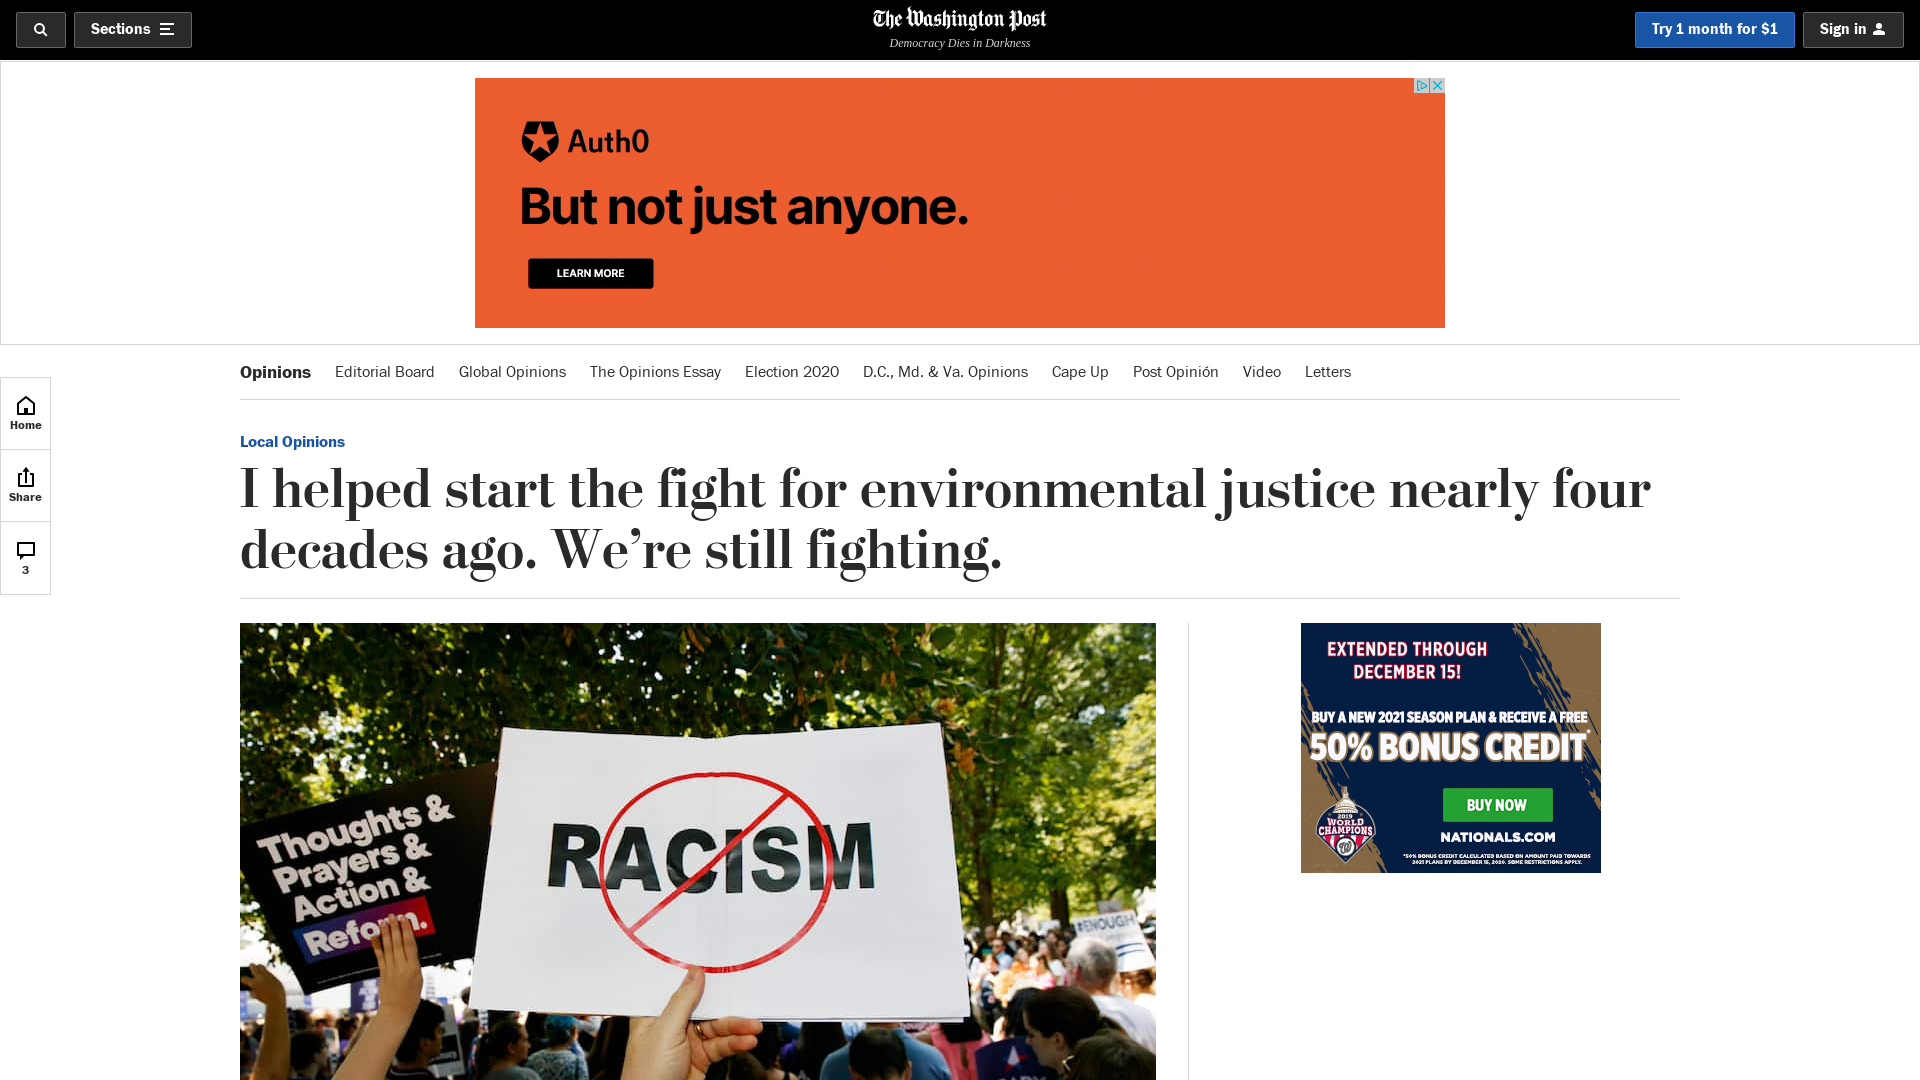 Sections
The Washington Post
Democracy Dies in Darkness
Try 1 month for $1
Sign in
Auth0
But not just anyone.
LEARN MORE
Opinions Editorial Board Global Opinions The Opinions Essay Election 2020 D.C., Md. & Va. Opinions Cape Up Post Opinión Video Letters
Home
Share
3
Local Opinions
I helped start the fight for environmental justice nearly four
decades ago. We’re still fighting.
Thoughts &
Prayers &
Action &
Reform.
RACISM
#ENOUGH
EXTENDED THROUGH
DECEMBER 15!
BUY A NEW 2021 SEASON PLAN & RECEIVE A FREE
50% BONUS CREDIT*
BUY NOW
NATIONALS.COM
2019
WORLD
CHAMPIONS
W
*50% BONUS CREDIT CALCULATED BASED ON AMOUNT PAID TOWARDS
2021 PLANS BY DECEMBER 15, 2020. SOME RESTRICTIONS APPLY.